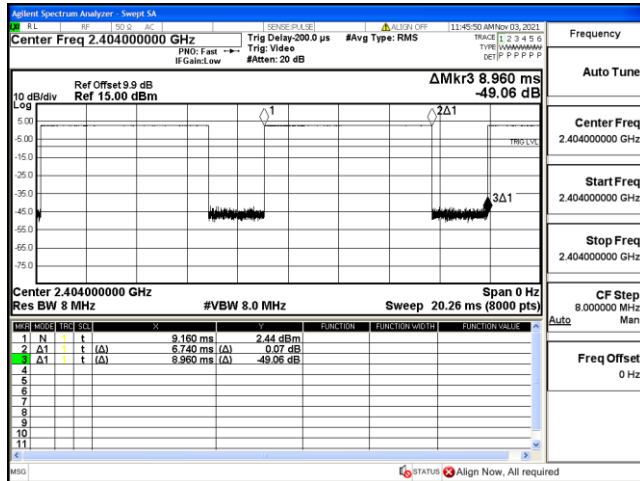 Agilent Spectrum Analyzer - Swept SA
RL RF 50 Ω AC SENSE:PULSE ALIGN OFF 11:45:50 AM Nov 03, 2021
Center Freq 2.404000000 GHz
PNO: Fast
IFGain:Low
Trig Delay-200.0 µs
Trig: Video
#Atten: 20 dB
#Avg Type: RMS
TRACE 1 2 3 4 5 6
TYPE WWWWWW
DET P P P P P P
Ref Offset 9.9 dB
10 dB/div Ref 15.00 dBm
Log
ΔMkr3 8.960 ms
-49.06 dB
5.00
-5.00
-15.0
-25.0
-35.0
-45.0
-55.0
-65.0
-75.0
1
2Δ1
TRIG LVL
3Δ1
Center 2.404000000 GHz Span 0 Hz
Res BW 8 MHz #VBW 8.0 MHz Sweep 20.26 ms (8000 pts)
MKR MODE TRC SCL X Y FUNCTION FUNCTION WIDTH FUNCTION VALUE
1 N 1 t 9.160 ms 2.44 dBm
2 Δ1 1 t (Δ) 6.740 ms (Δ) 0.07 dB
3 Δ1 1 t (Δ) 8.960 ms (Δ) -49.06 dB
4
5
6
7
8
9
10
11
MSG STATUS Align Now, All required
Frequency
Auto Tune
Center Freq
2.404000000 GHz
Start Freq
2.404000000 GHz
Stop Freq
2.404000000 GHz
CF Step
8.000000 MHz
Auto Man
Freq Offset
0 Hz